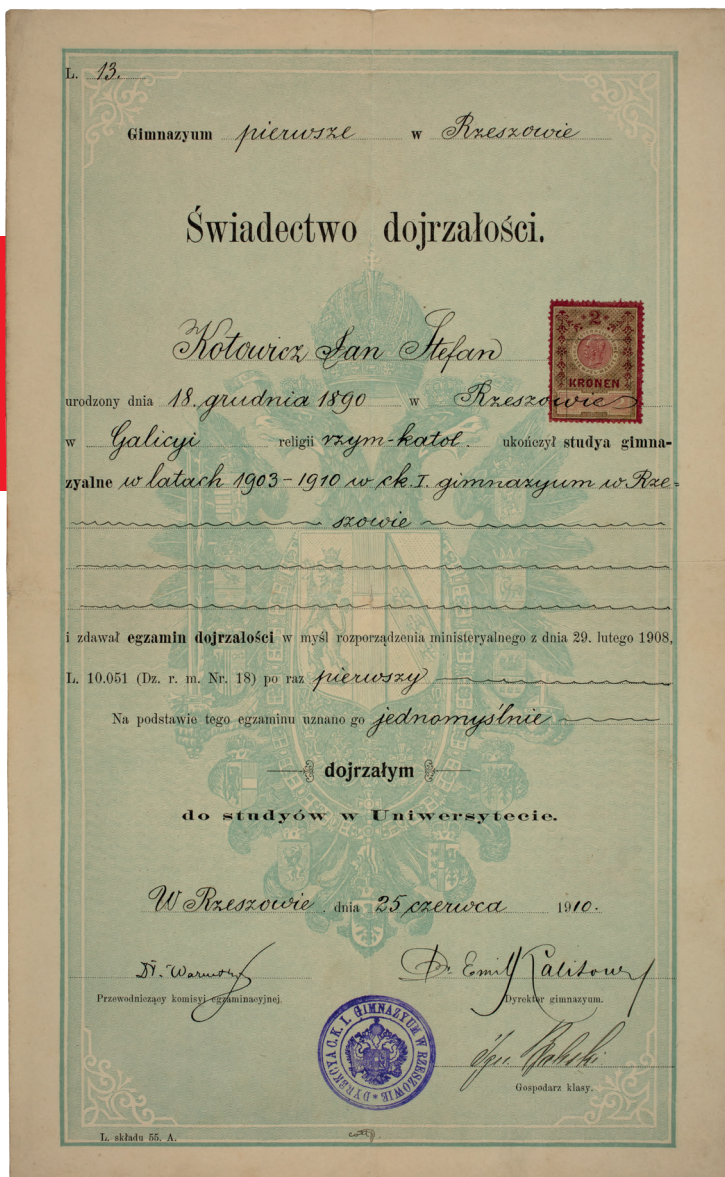 L. 13.
Gimnazyum pierwsze w Rzeszowie
Świadectwo dojrzałości.
Kotowicz Jan Stefan
2
KRONEN
urodzony dnia 18. grudnia 1890 w Rzeszowie
w Galicyi religii rzym-katol. ukończył studya gimna-
zyalne w latach 1903-1910 w ck. I. gimnazyum w Rze=
szowie
i zdawał egzamin dojrzałości w myśl rozporządzenia ministeryalnego z dnia 29. lutego 1908,
L. 10.051 (Dz. r. m. Nr. 18) po raz pierwszy
Na podstawie tego egzaminu uznano go jednomyślnie
dojrzałym
do studyów w Uniwersytecie.
W Rzeszowie dnia 25 czerwca 1910.
Dr. Emil
Przewodniczący komisyi egzaminacyjnej.
Dyrektor gimnazyum.
DYREKCYA C. K. I. GIMNAZYUM W RZESZOWIE
Gospodarz klasy.
L. składu 55. A.